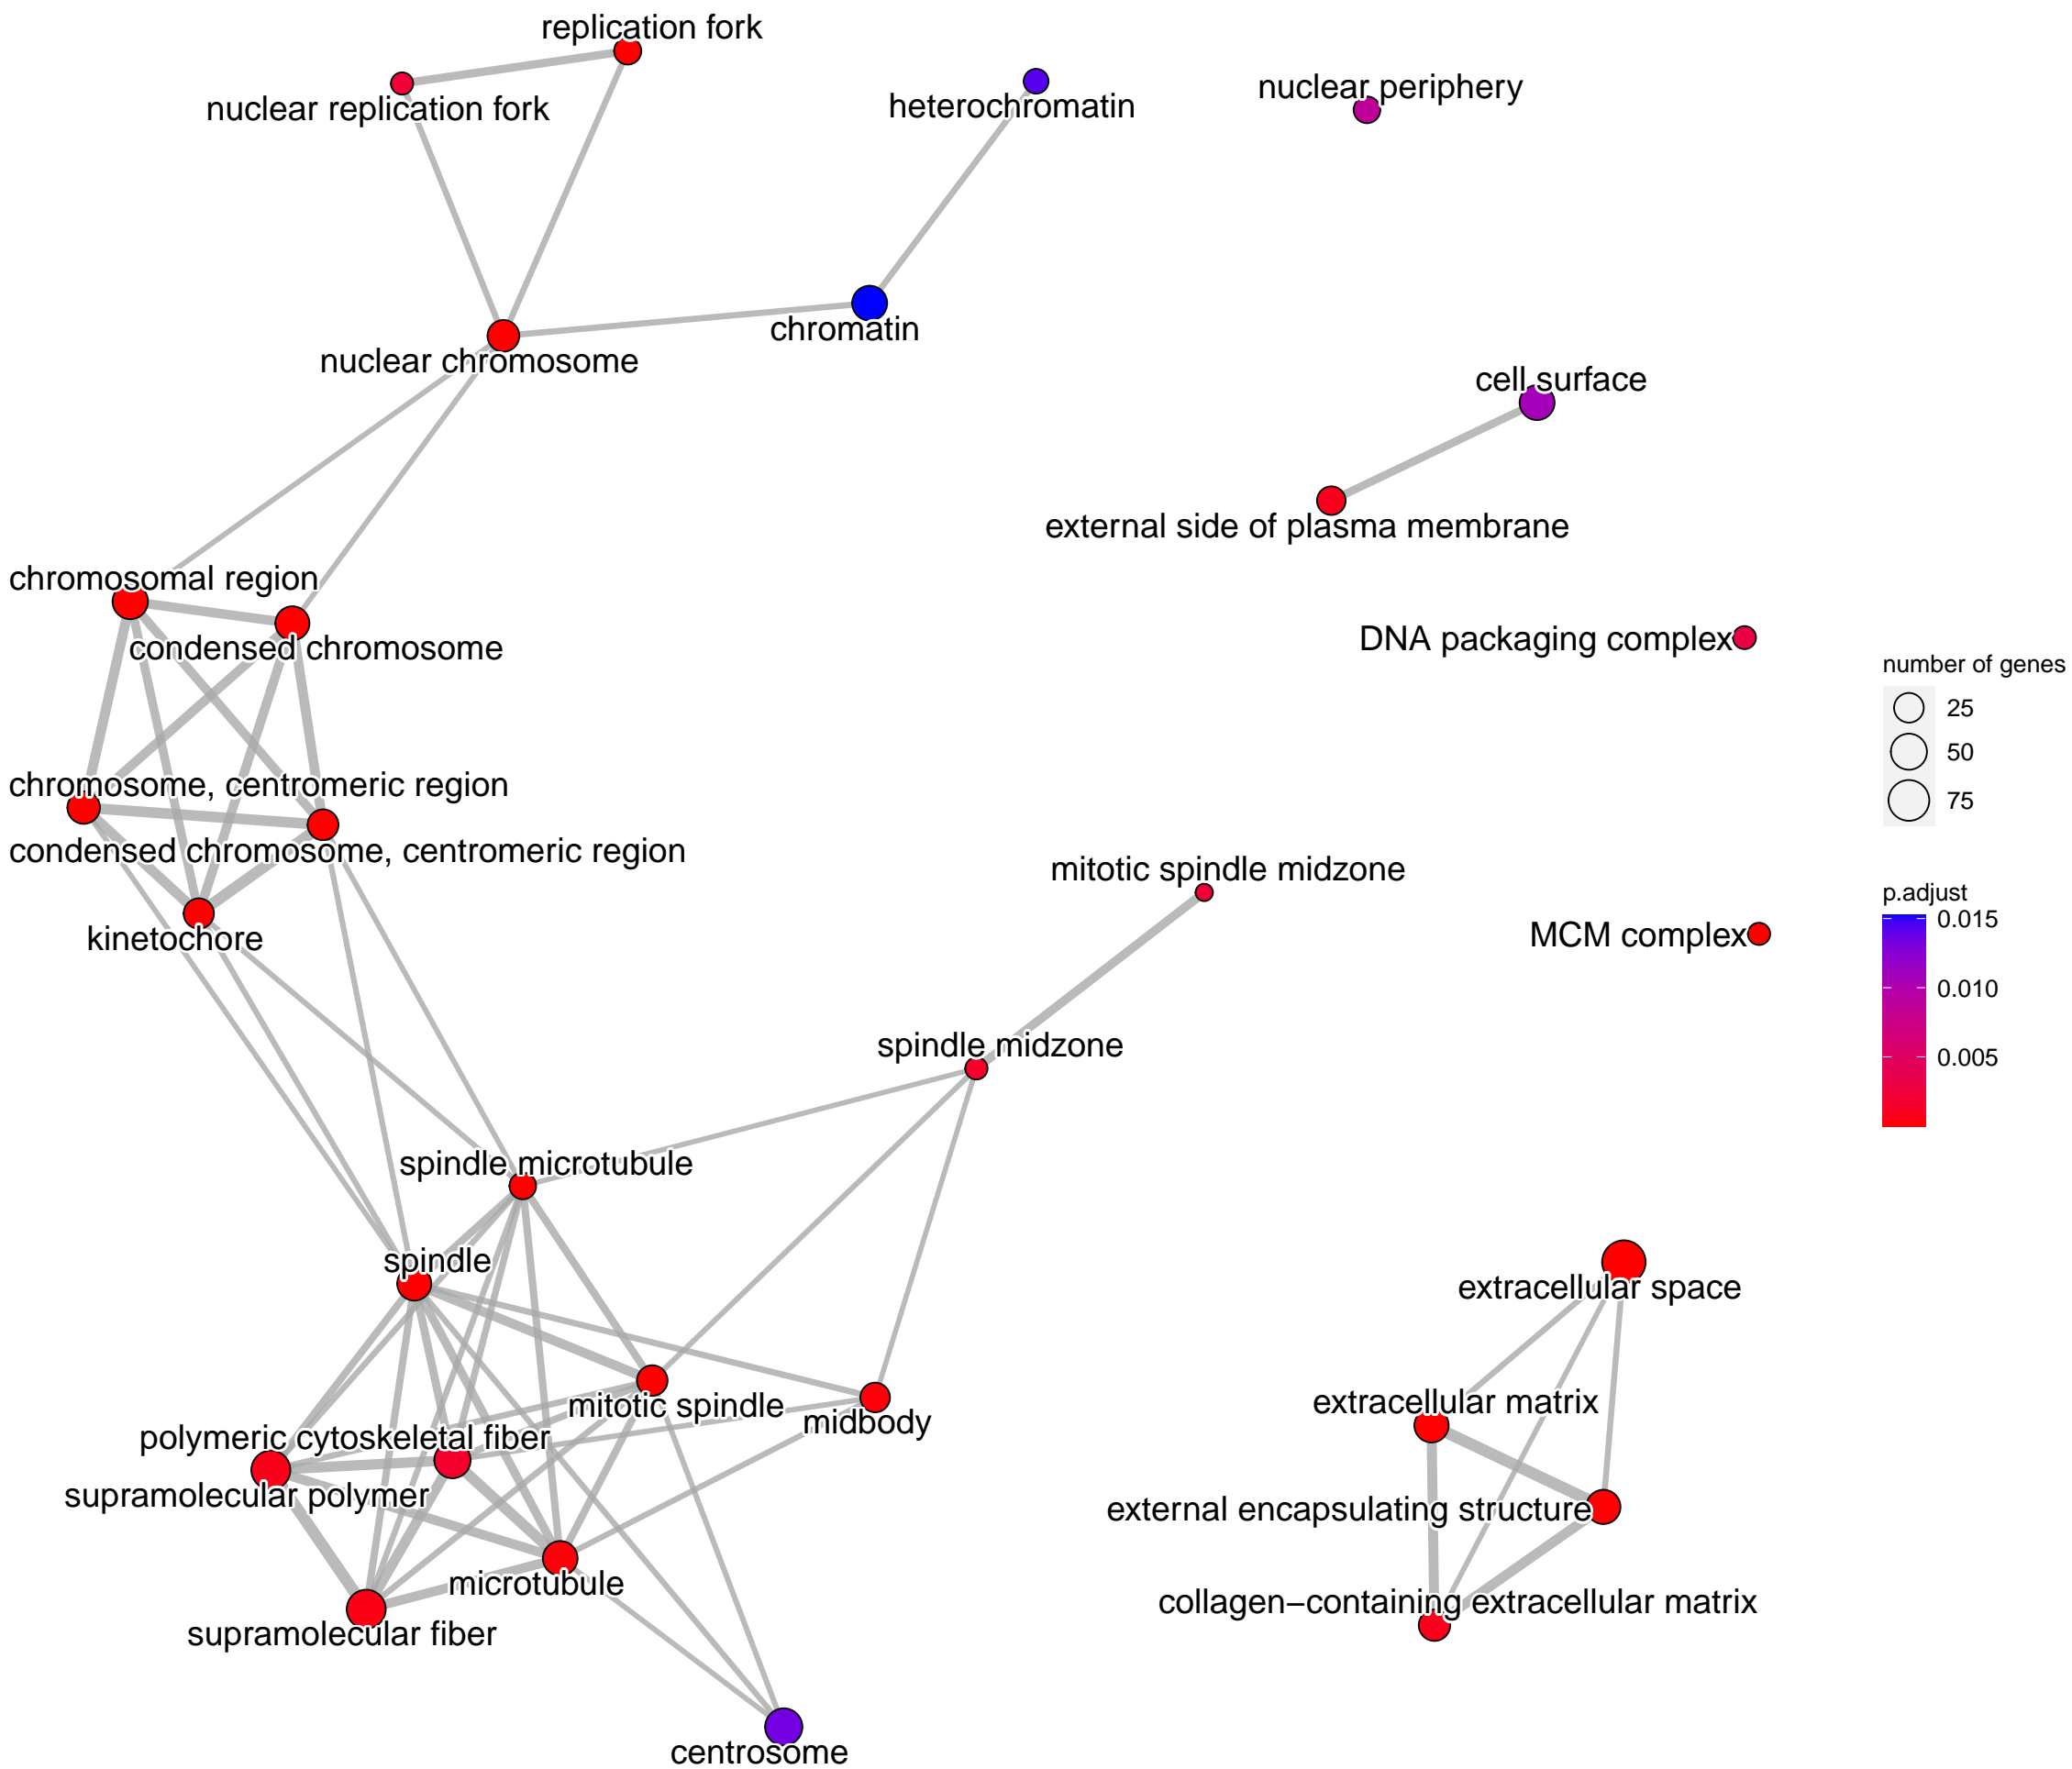 replication fork
nuclear replication fork
heterochromatin
nuclear periphery
chromatin
nuclear chromosome
cell surface
external side of plasma membrane
chromosomal region
condensed chromosome
DNA packaging complex
number of genes
25
50
75
chromosome, centromeric region
condensed chromosome, centromeric region
mitotic spindle midzone
p.adjust
0.015
0.010
0.005
kinetochore
MCM complex
spindle midzone
spindle microtubule
spindle
extracellular space
mitotic spindle
midbody
extracellular matrix
polymeric cytoskeletal fiber
supramolecular polymer
external encapsulating structure
microtubule
collagen−containing extracellular matrix
supramolecular fiber
centrosome